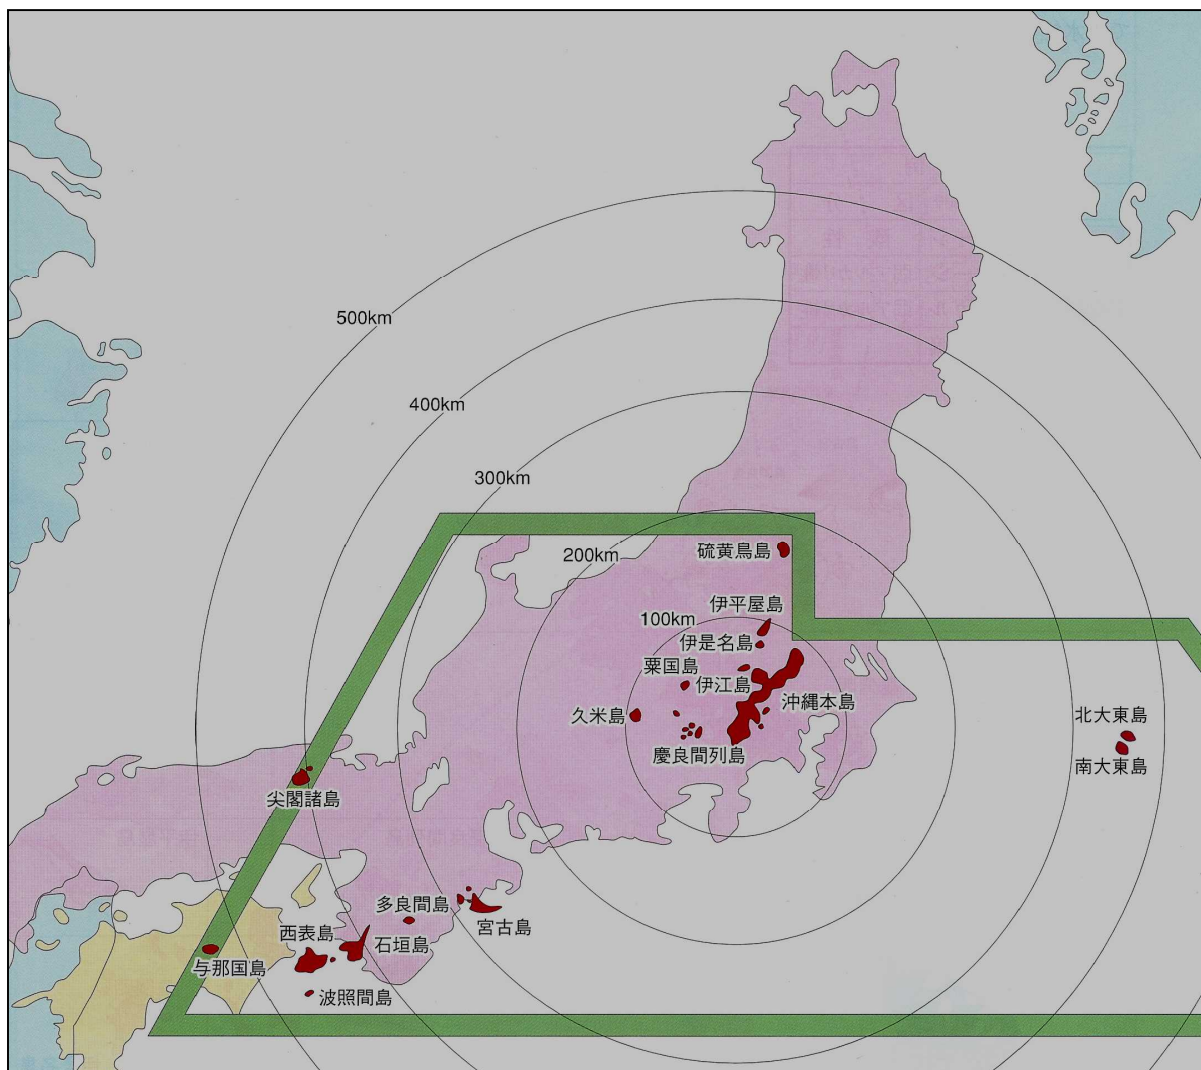 500km
400km
300km
200km
硫黄鳥島
伊平屋島
100km
伊是名島
粟国島
伊江島
沖縄本島
久米島
慶良間列島
北大東島
南大東島
尖閣諸島
多良間島
宮古島
西表島
石垣島
与那国島
波照間島